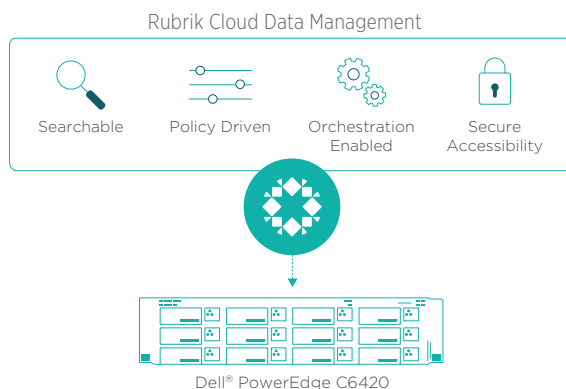 Rubrik Cloud Data Management
Searchable
Policy Driven
Orchestration
Enabled
Secure
Accessibility
Dell® PowerEdge C6420